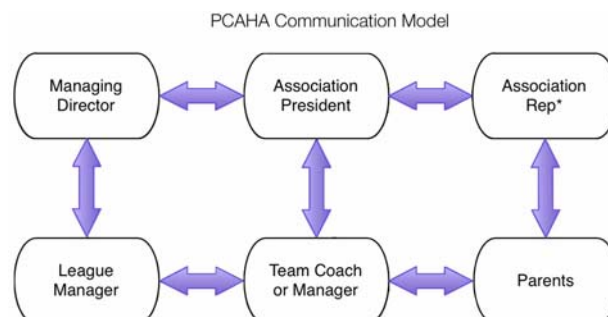 PCAHA Communication Model
Managing
Director
Association
President
Association
Rep*
League
Manager
Team Coach
or Manager
Parents